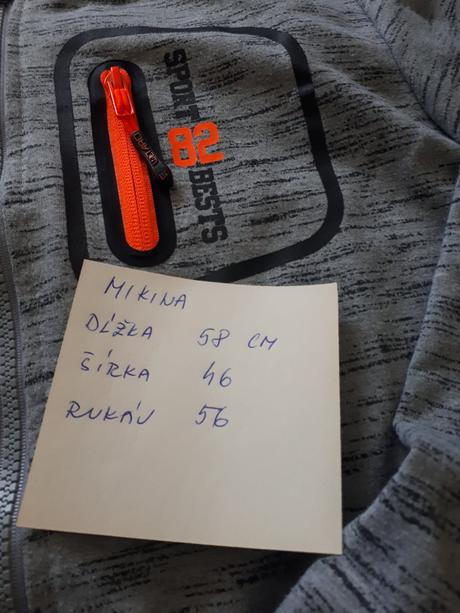 SPORT
82
BESTS
MIKINA
DĺŽKA 58 CM
ŠÍRKA 46
RUKÁV 56